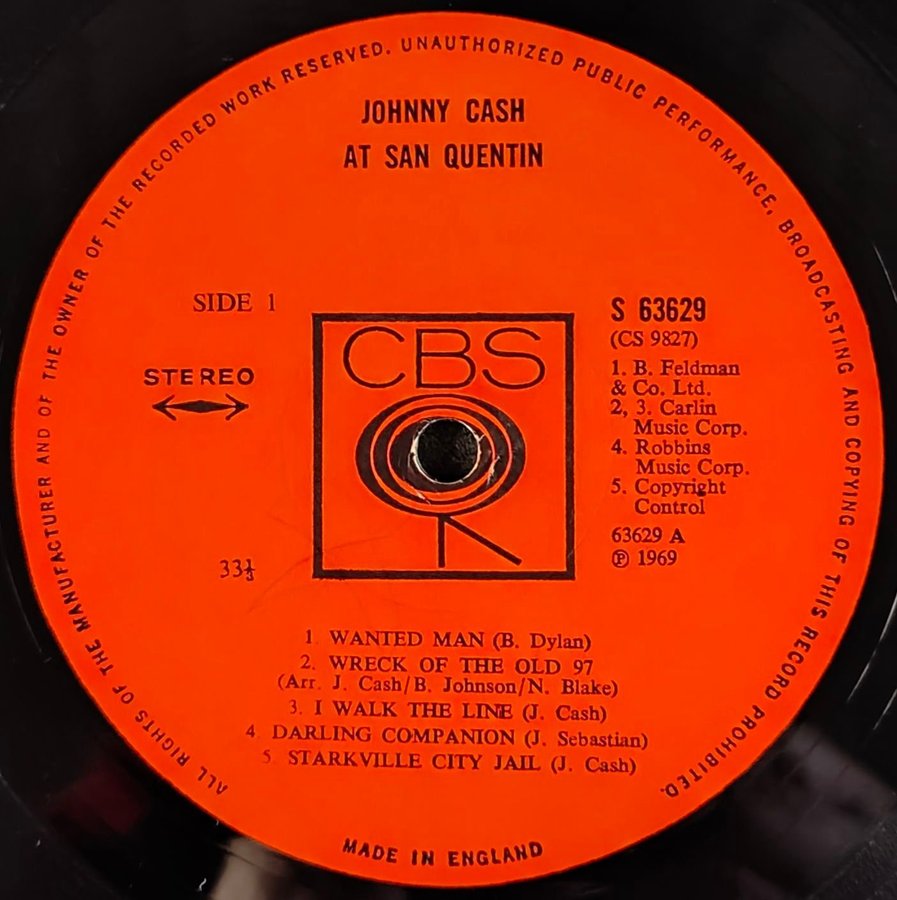 ALL RIGHTS OF THE MANUFACTURER AND OF THE OWNER OF THE RECORDED WORK RESERVED. UNAUTHORIZED PUBLIC PERFORMANCE, BROADCASTING AND COPYING OF THIS RECORD PROHIBITED.
JOHNNY CASH
AT SAN QUENTIN
SIDE 1
STEREO
33⅓
CBS
S 63629
(CS 9827)
1. B. Feldman
& Co. Ltd.
2, 3. Carlin
Music Corp.
4. Robbins
Music Corp.
5. Copyright
Control
63629 A
℗ 1969
1. WANTED MAN (B. Dylan)
2. WRECK OF THE OLD 97
(Arr. J. Cash/B. Johnson/N. Blake)
3. I WALK THE LINE (J. Cash)
4 DARLING COMPANION (J. Sebastian)
5 STARKVILLE CITY JAIL (J. Cash)
MADE IN ENGLAND